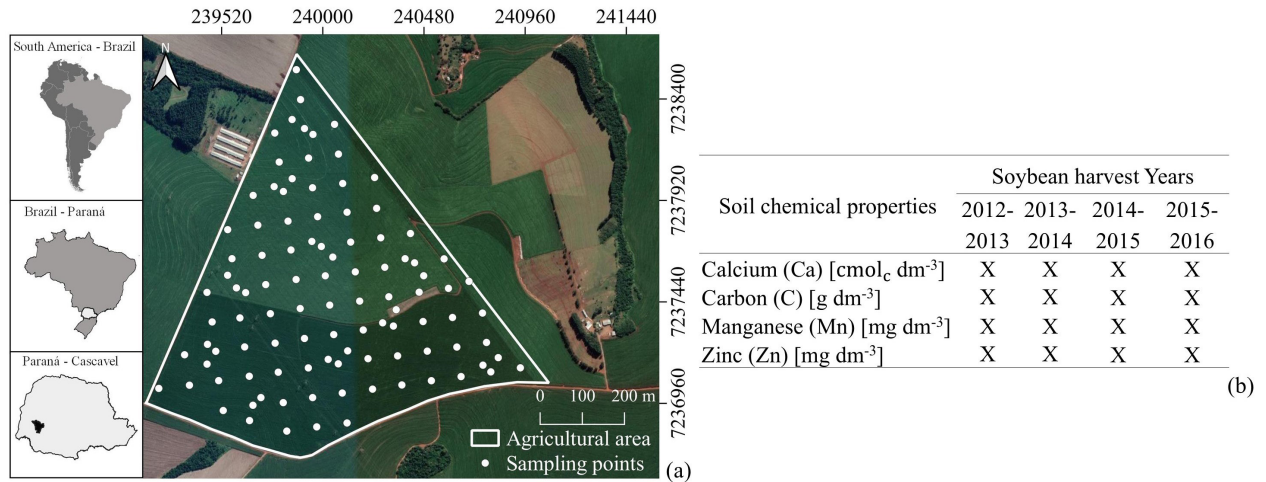 239520 240000 240480 240960 241440
South America - Brazil
Brazil - Paraná
Paraná - Cascavel
N
7238400
7237920
7237440
7236960
0 100 200 m
Agricultural area
Sampling points
(a)
Soil chemical properties
Soybean harvest Years
2012-2013
2013-2014
2014-2015
2015-2016
Calcium (Ca) [cmolc dm-3] X X X X
Carbon (C) [g dm-3] X X X X
Manganese (Mn) [mg dm-3] X X X X
Zinc (Zn) [mg dm-3] X X X X
(b)